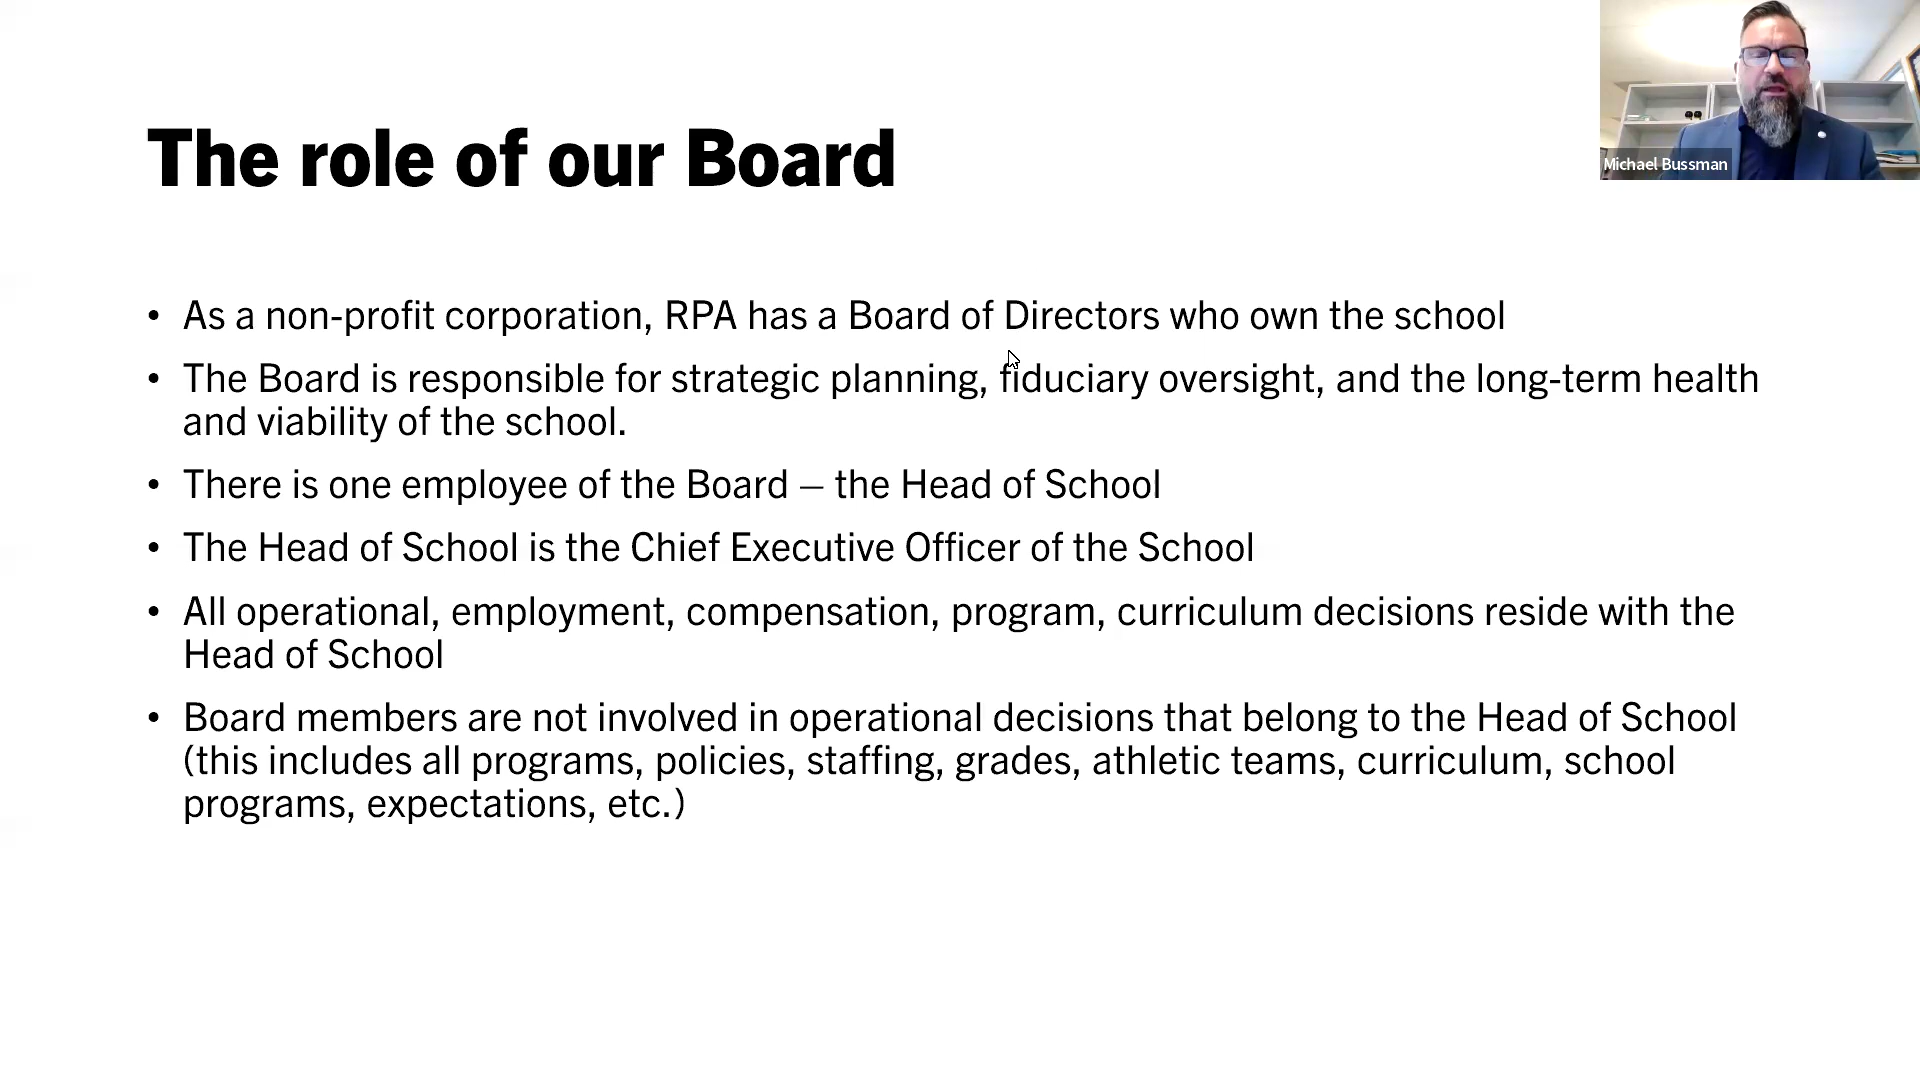 The role of our Board
Michael Bussman
• As a non-profit corporation, RPA has a Board of Directors who own the school
• The Board is responsible for strategic planning, fiduciary oversight, and the long-term health
and viability of the school.
• There is one employee of the Board – the Head of School
• The Head of School is the Chief Executive Officer of the School
• All operational, employment, compensation, program, curriculum decisions reside with the
Head of School
• Board members are not involved in operational decisions that belong to the Head of School
(this includes all programs, policies, staffing, grades, athletic teams, curriculum, school
programs, expectations, etc.)